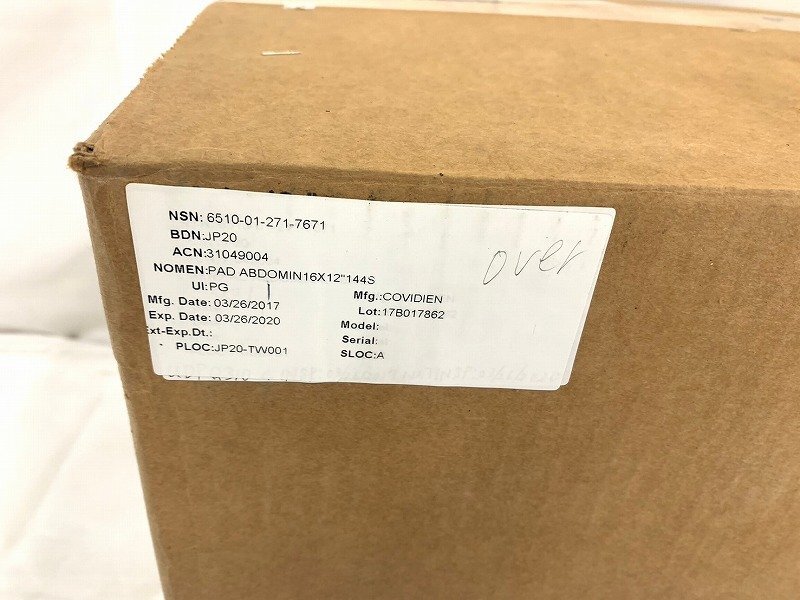 NSN: 6510-01-271-7671
BDN:JP20
ACN:31049004
over
NOMEN:PAD ABDOMIN16X12"144S
UI:PG
Mfg.:COVIDIEN
Mfg. Date: 03/26/2017
Lot:17B017862
Exp. Date: 03/26/2020
Model:
Ext-Exp.Dt.:
Serial:
PLOC:JP20-TW001
SLOC:A